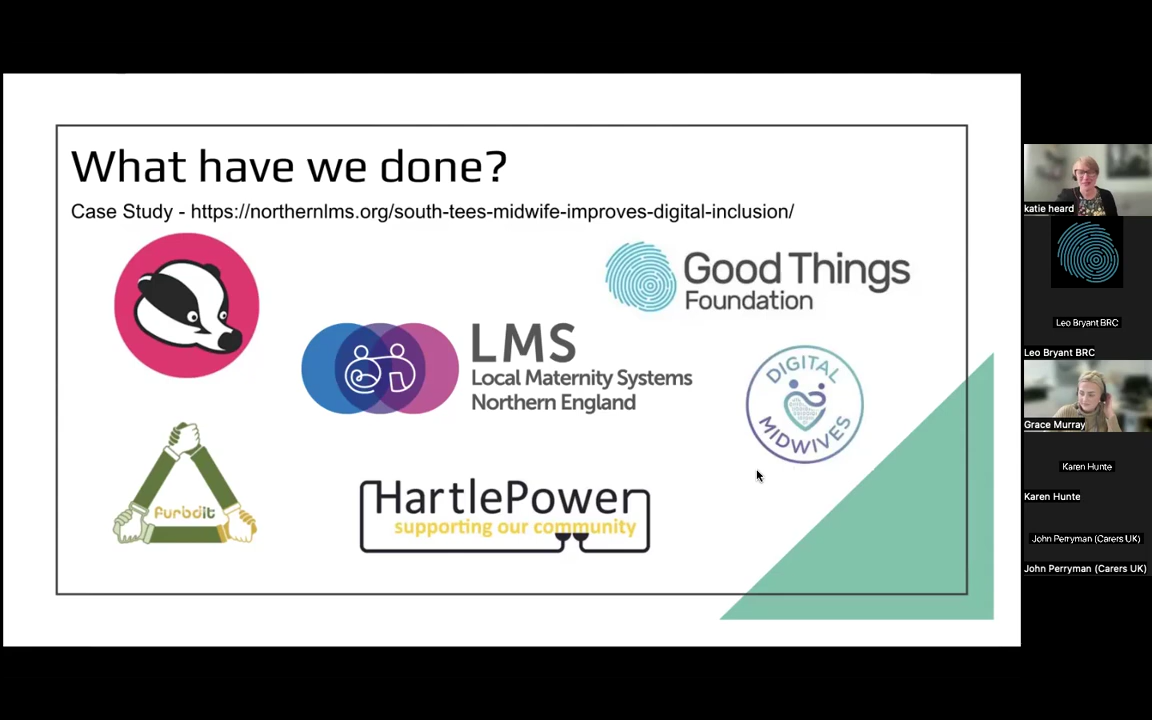 What have we done?
Case Study - https://northernlms.org/south-tees-midwife-improves-digital-inclusion/
Good Things
Foundation
LMS
Local Maternity Systems
Northern England
DIGITAL
MIDWIVES
furbdit
HartlePower
supporting our community
katie heard
Leo Bryant BRC
Leo Bryant BRC
Grace Murray
Karen Hunte
Karen Hunte
John Perryman (Carers UK)
John Perryman (Carers UK)